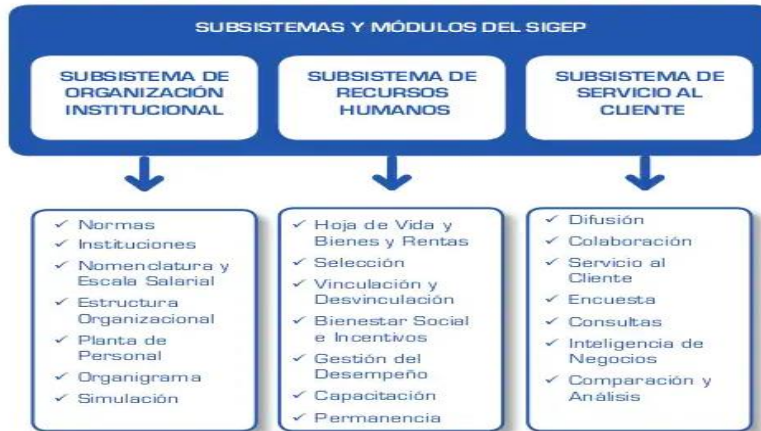 SUBSISTEMAS Y MÓDULOS DEL SIGEP
SUBSISTEMA DE
ORGANIZACIÓN
INSTITUCIONAL
SUBSISTEMA DE
RECURSOS
HUMANOS
SUBSISTEMA DE
SERVICIO AL
CLIENTE
✓ Normas
✓ Instituciones
✓ Nomenclatura y
Escala Salarial
✓ Estructura
Organizacional
✓ Planta de
Personal
✓ Organigrama
✓ Simulación
✓ Hoja de Vida y
Bienes y Rentas
✓ Selección
✓ Vinculación y
Desvinculación
✓ Bienestar Social
e Incentivos
✓ Gestión del
Desempeño
✓ Capacitación
✓ Permanencia
✓ Difusión
✓ Colaboración
✓ Servicio al
Cliente
✓ Encuesta
✓ Consultas
✓ Inteligencia de
Negocios
✓ Comparación y
Análisis